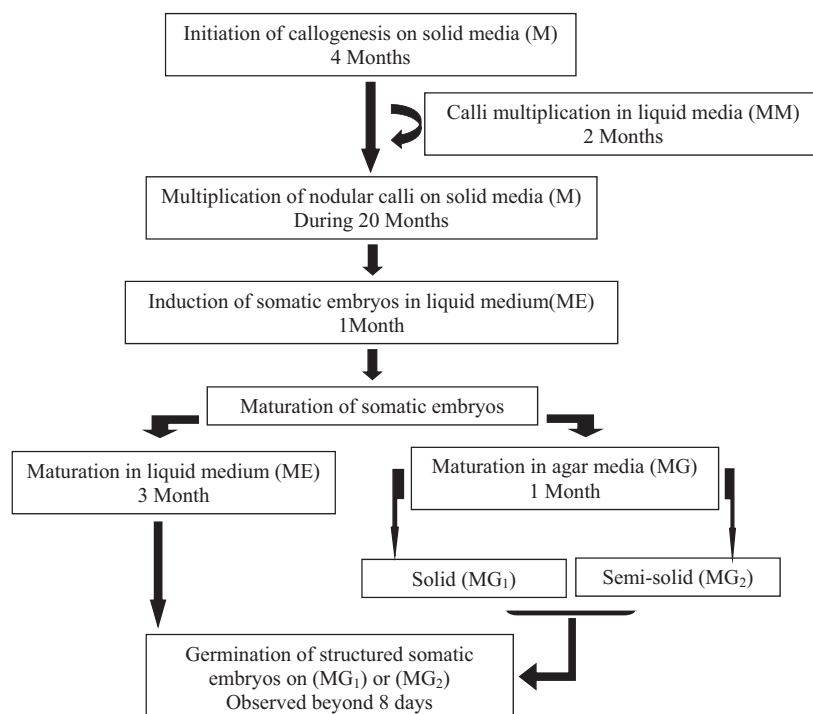 Initiation of callogenesis on solid media (M)
4 Months
Calli multiplication in liquid media (MM)
2 Months
Multiplication of nodular calli on solid media (M)
During 20 Months
Induction of somatic embryos in liquid medium(ME)
1Month
Maturation of somatic embryos
Maturation in liquid medium (ME)
3 Month
Maturation in agar media (MG)
1 Month
Solid (MG₁)
Semi-solid (MG₂)
Germination of structured somatic
embryos on (MG₁) or (MG₂)
Observed beyond 8 days